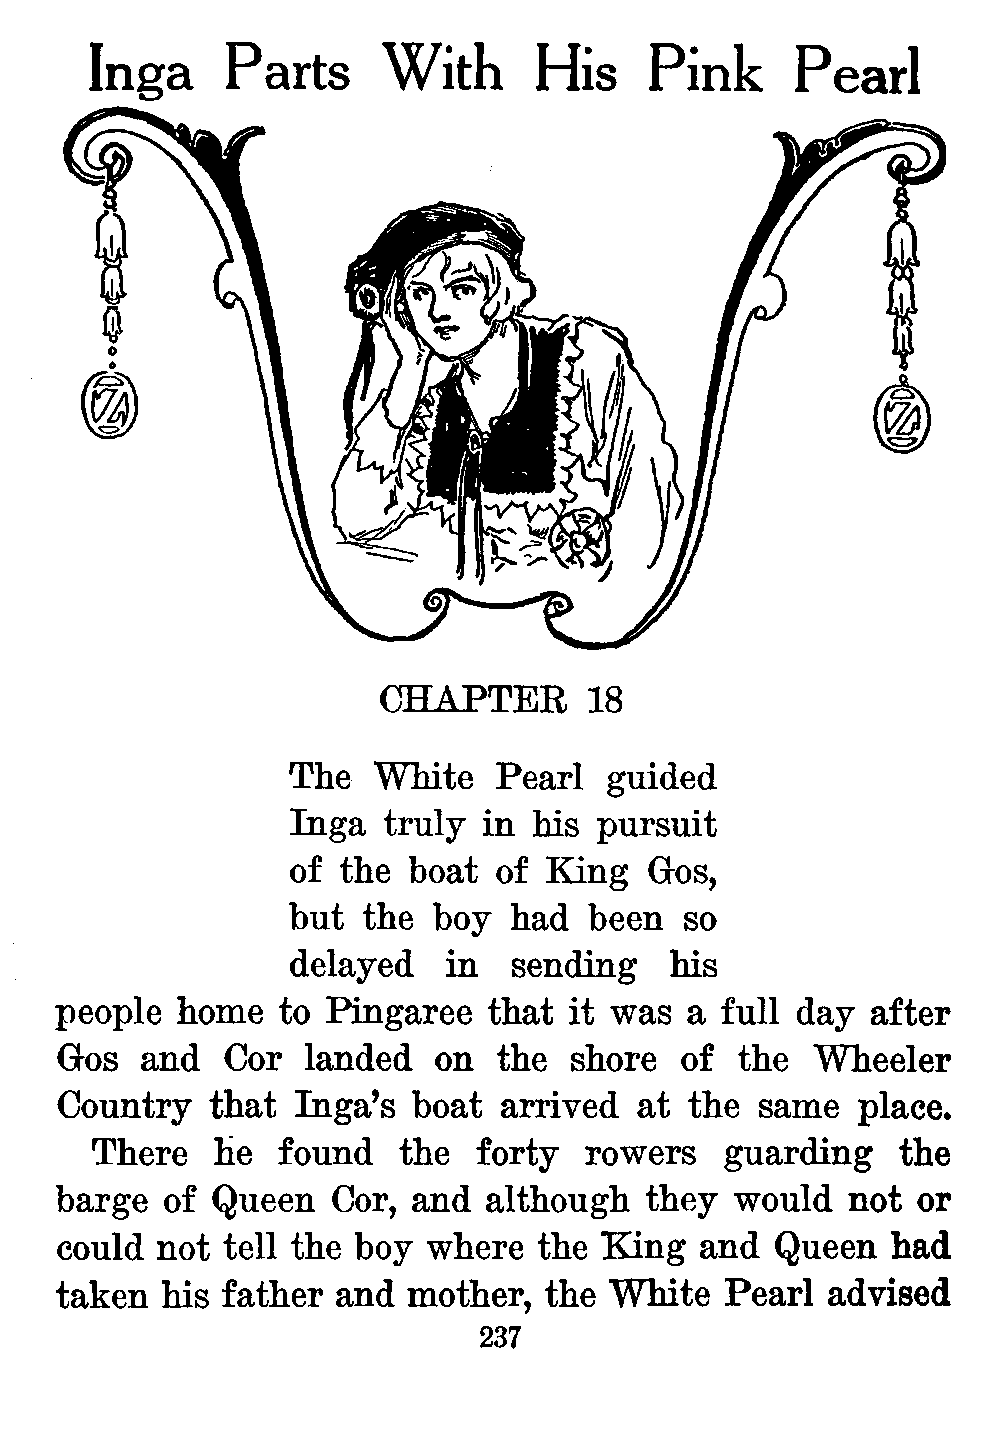 Inga Parts With His Pink Pearl
OZ
OZ
CHAPTER 18
The White Pearl guided
Inga truly in his pursuit
of the boat of King Gos,
but the boy had been so
delayed in sending his
people home to Pingaree that it was a full day after
Gos and Cor landed on the shore of the Wheeler
Country that Inga's boat arrived at the same place.
There he found the forty rowers guarding the
barge of Queen Cor, and although they would not or
could not tell the boy where the King and Queen had
taken his father and mother, the White Pearl advised
237